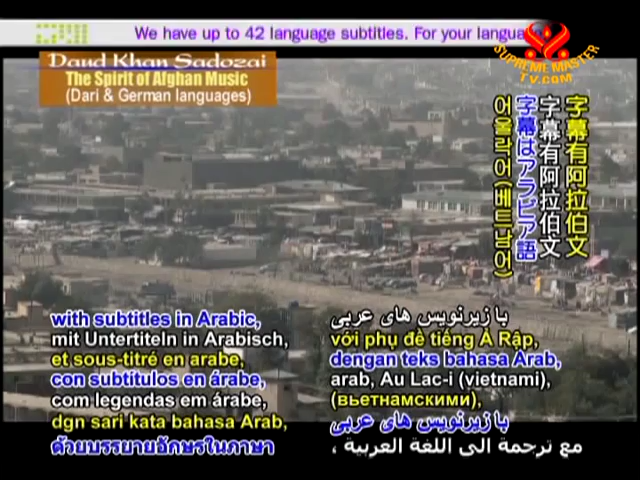 We have up to 42 language subtitles. For your langua
SUPREME MASTER
TV.COM
Daud Khan Sadozai
The Spirit of Afghan Music
(Dari & German languages)
字幕有阿拉伯文
字幕有阿拉伯文
字幕はアラビア語
어울락어(베트남어)
with subtitles in Arabic,
mit Untertiteln in Arabisch,
et sous-titré en arabe,
con subtítulos en árabe,
com legendas em árabe,
dgn sari kata bahasa Arab,
ด้วยบรรยายอักษรในภาษา
با زیرنویس های عربی
với phụ đề tiếng Ả Rập,
dengan teks bahasa Arab,
arab, Au Lac-i (vietnami),
(вьетнамскими),
با زیرنویس های عربی
مع ترجمة الى اللغة العربية ،